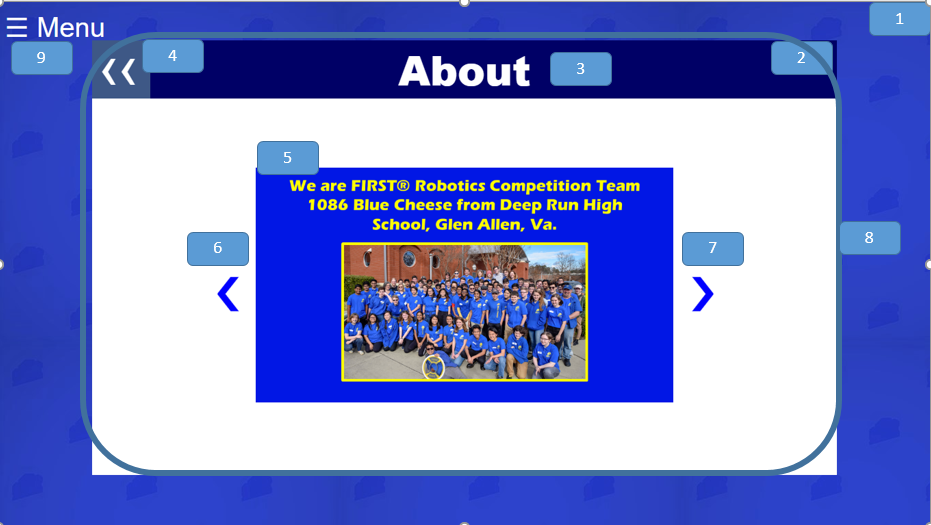 ☰ Menu
1
9
4
❮❮
About
3
2
5
We are FIRST® Robotics Competition Team
1086 Blue Cheese from Deep Run High
School, Glen Allen, Va.
6
7
8
❮
❯